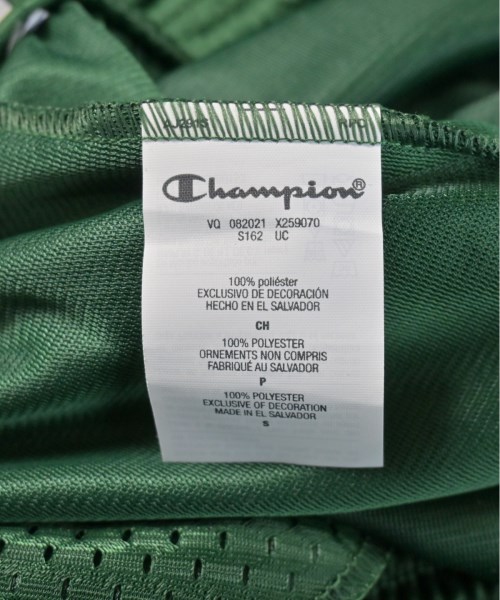 Champion®
VQ 082021 X259070
S162 UC
100% poliéster
EXCLUSIVO DE DECORACIÓN
HECHO EN EL SALVADOR
CH
100% POLYESTER
ORNEMENTS NON COMPRIS
FABRIQUÉ AU SALVADOR
P
100% POLYESTER
EXCLUSIVE OF DECORATION
MADE IN EL SALVADOR
S